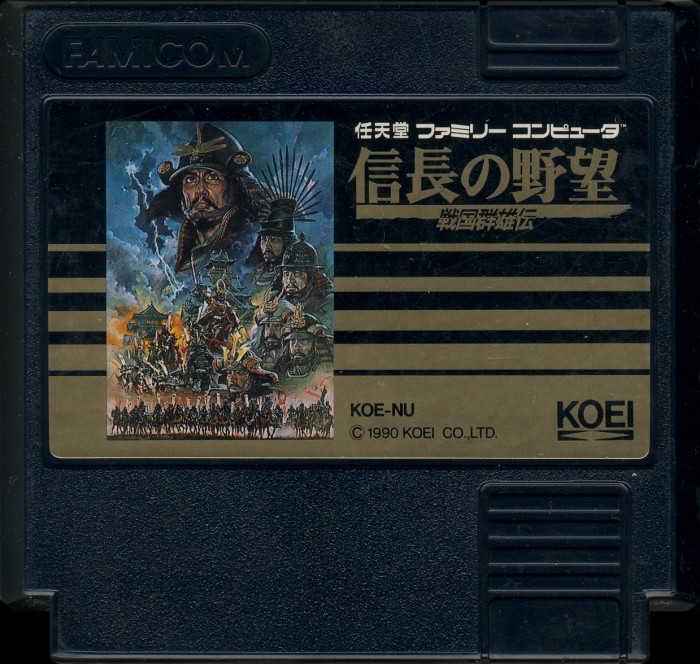 FAMICOM
任天堂 ファミリー コンピュータ™
信長の野望
戦国群雄伝
KOE-NU
© 1990 KOEI CO.,LTD.
KOEI